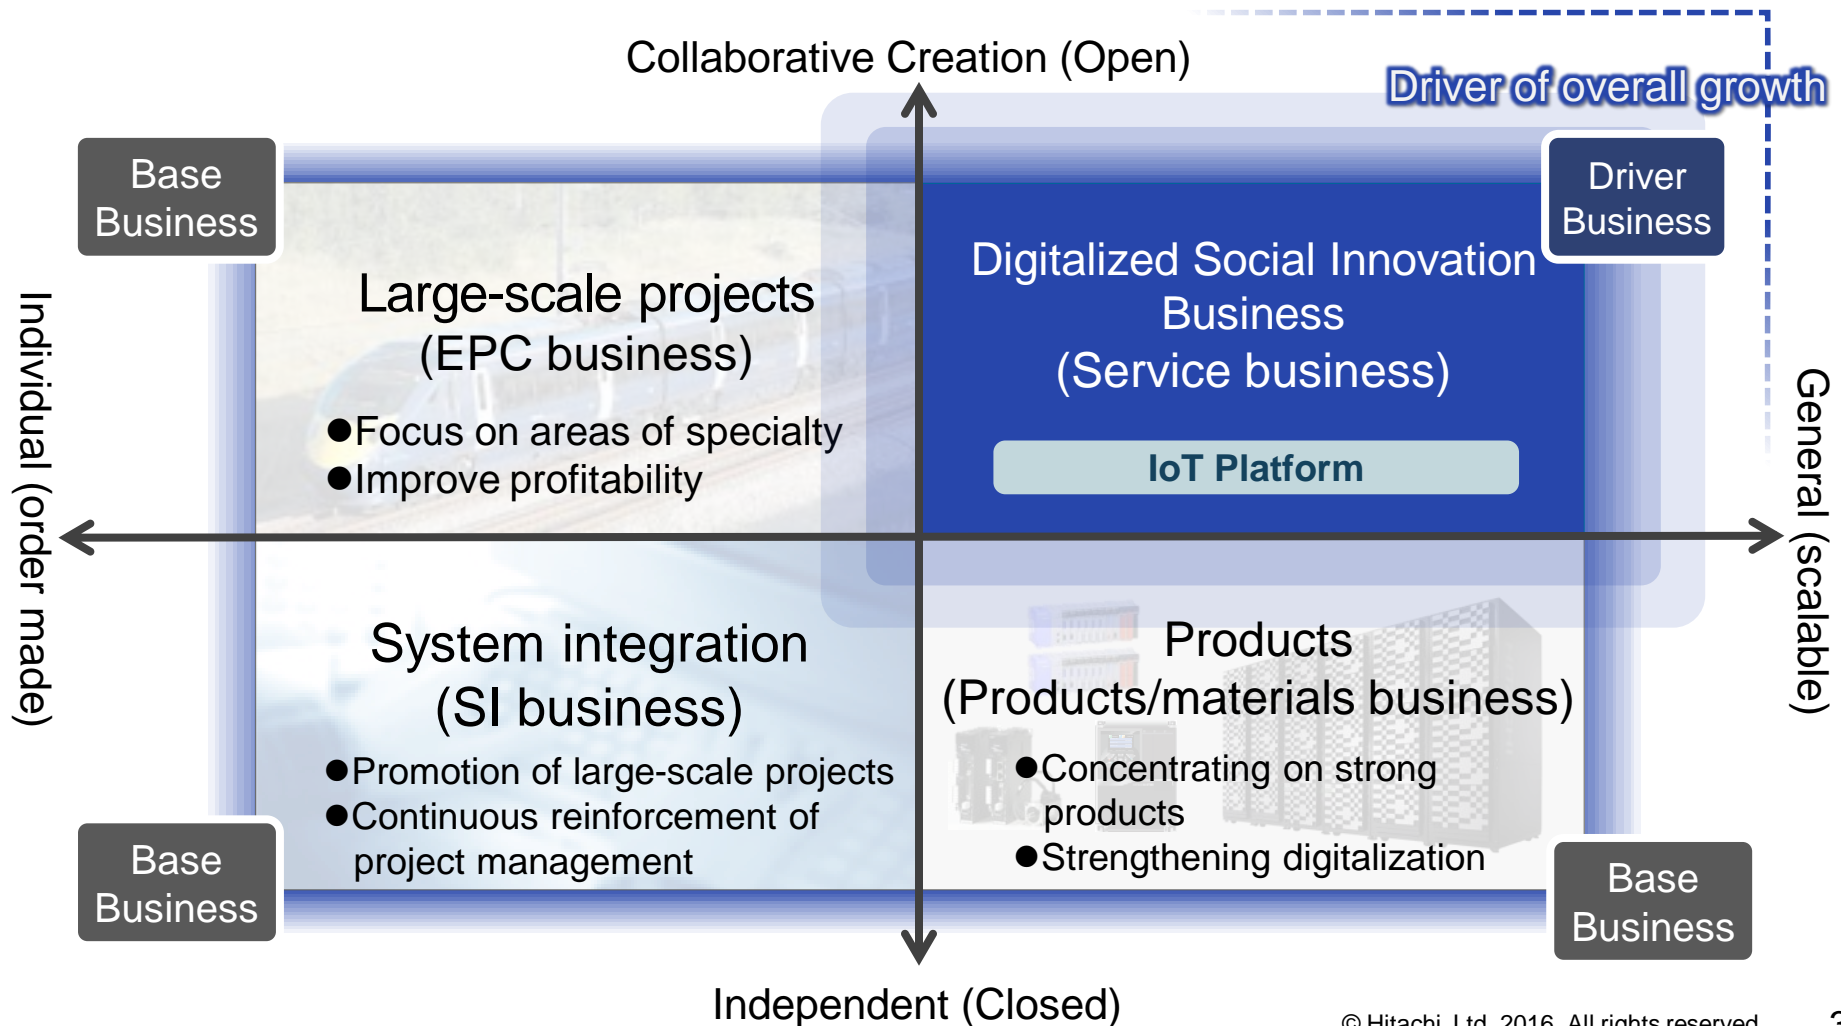 Collaborative Creation (Open)
Driver of overall growth
Base
Business
Driver
Business
Large-scale projects
(EPC business)
●Focus on areas of specialty
●Improve profitability
Digitalized Social Innovation
Business
(Service business)
IoT Platform
Individual (order made)
General (scalable)
System integration
(SI business)
●Promotion of large-scale projects
●Continuous reinforcement of
project management
Products
(Products/materials business)
●Concentrating on strong
products
●Strengthening digitalization
Base
Business
Base
Business
Independent (Closed)
© Hitachi, Ltd. 2016. All rights reserved.